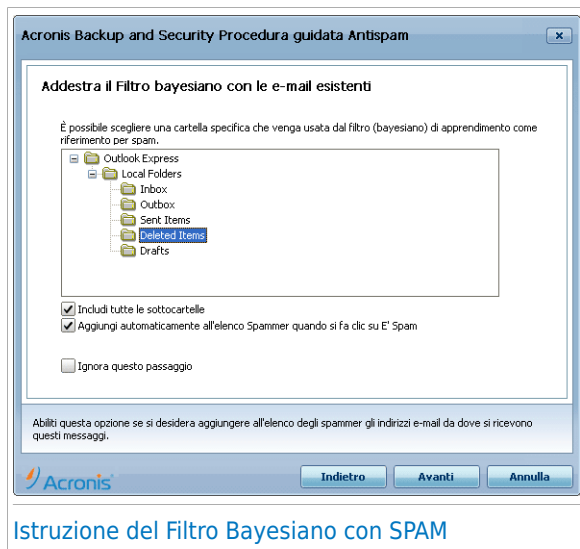 Acronis Backup and Security Procedura guidata Antispam
Addestra il Filtro bayesiano con le e-mail esistenti
È possibile scegliere una cartella specifica che venga usata dal filtro (bayesiano) di apprendimento come
riferimento per spam.
Outlook Express
Local Folders
Inbox
Outbox
Sent Items
Deleted Items
Drafts
Includi tutte le sottocartelle
Aggiungi automaticamente all'elenco Spammer quando si fa clic su E' Spam
Ignora questo passaggio
Abiliti questa opzione se si desidera aggiungere all'elenco degli spammer gli indirizzi e-mail da dove si ricevono
questi messaggi.
Acronis
Indietro
Avanti
Annulla
Istruzione del Filtro Bayesiano con SPAM